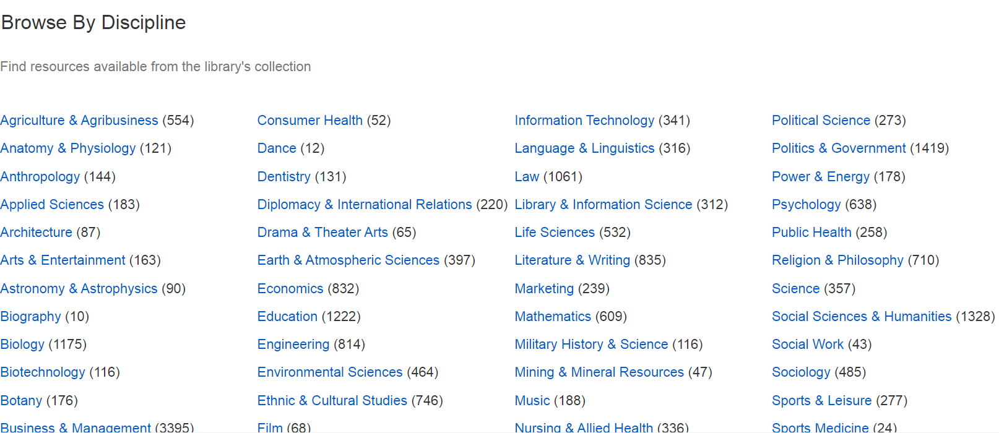 Browse By Discipline
Find resources available from the library's collection
Agriculture & Agribusiness (554)
Anatomy & Physiology (121)
Anthropology (144)
Applied Sciences (183)
Architecture (87)
Arts & Entertainment (163)
Astronomy & Astrophysics (90)
Biography (10)
Biology (1175)
Biotechnology (116)
Botany (176)
Business & Management (3395)
Consumer Health (52)
Dance (12)
Dentistry (131)
Diplomacy & International Relations (220)
Drama & Theater Arts (65)
Earth & Atmospheric Sciences (397)
Economics (832)
Education (1222)
Engineering (814)
Environmental Sciences (464)
Ethnic & Cultural Studies (746)
Film (68)
Information Technology (341)
Language & Linguistics (316)
Law (1061)
Library & Information Science (312)
Life Sciences (532)
Literature & Writing (835)
Marketing (239)
Mathematics (609)
Military History & Science (116)
Mining & Mineral Resources (47)
Music (188)
Nursing & Allied Health (336)
Political Science (273)
Politics & Government (1419)
Power & Energy (178)
Psychology (638)
Public Health (258)
Religion & Philosophy (710)
Science (357)
Social Sciences & Humanities (1328)
Social Work (43)
Sociology (485)
Sports & Leisure (277)
Sports Medicine (24)